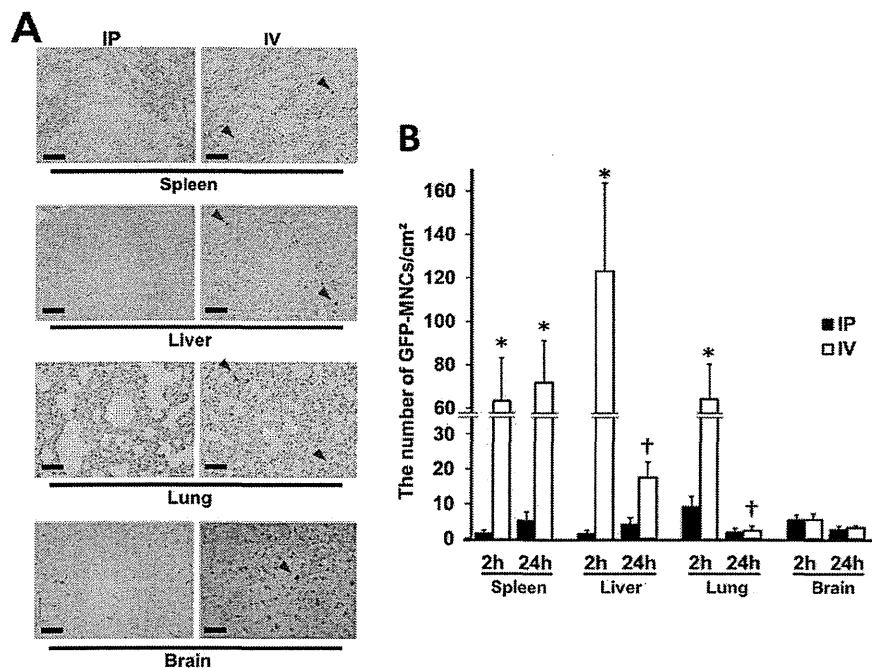 A
IP IV
Spleen
Liver
Lung
Brain
B
The number of GFP-MNCs/cm²
160
140
120
100
80
60
30
20
10
0
* * * † * †
IP
IV
2h 24h 2h 24h 2h 24h 2h 24h
Spleen Liver Lung Brain